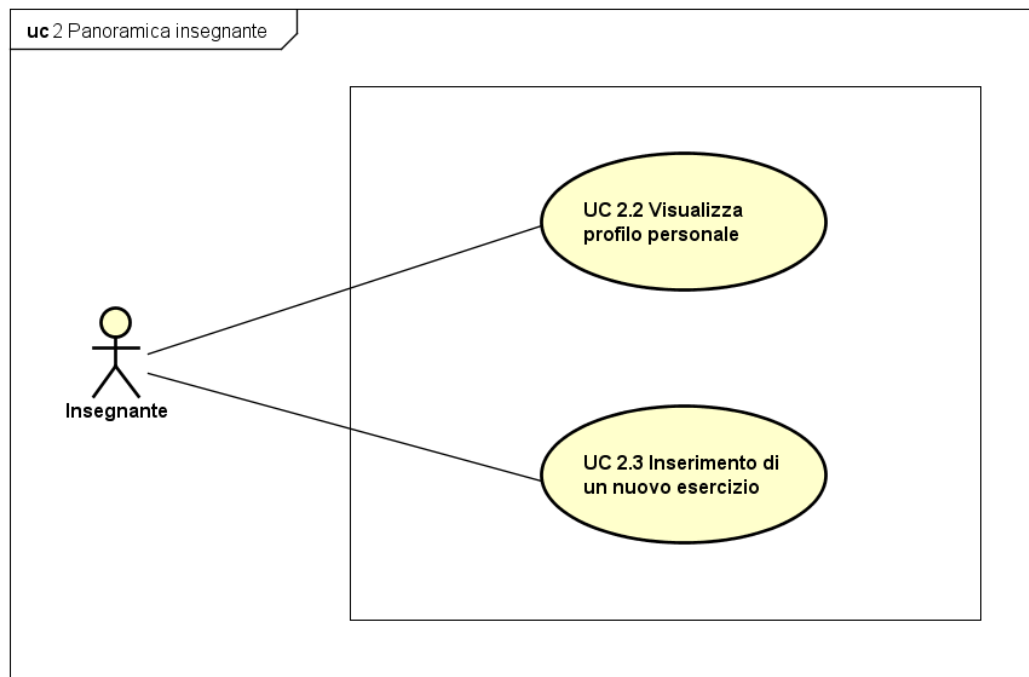 uc 2 Panoramica insegnante
UC 2.2 Visualizza
profilo personale
Insegnante
UC 2.3 Inserimento di
un nuovo esercizio